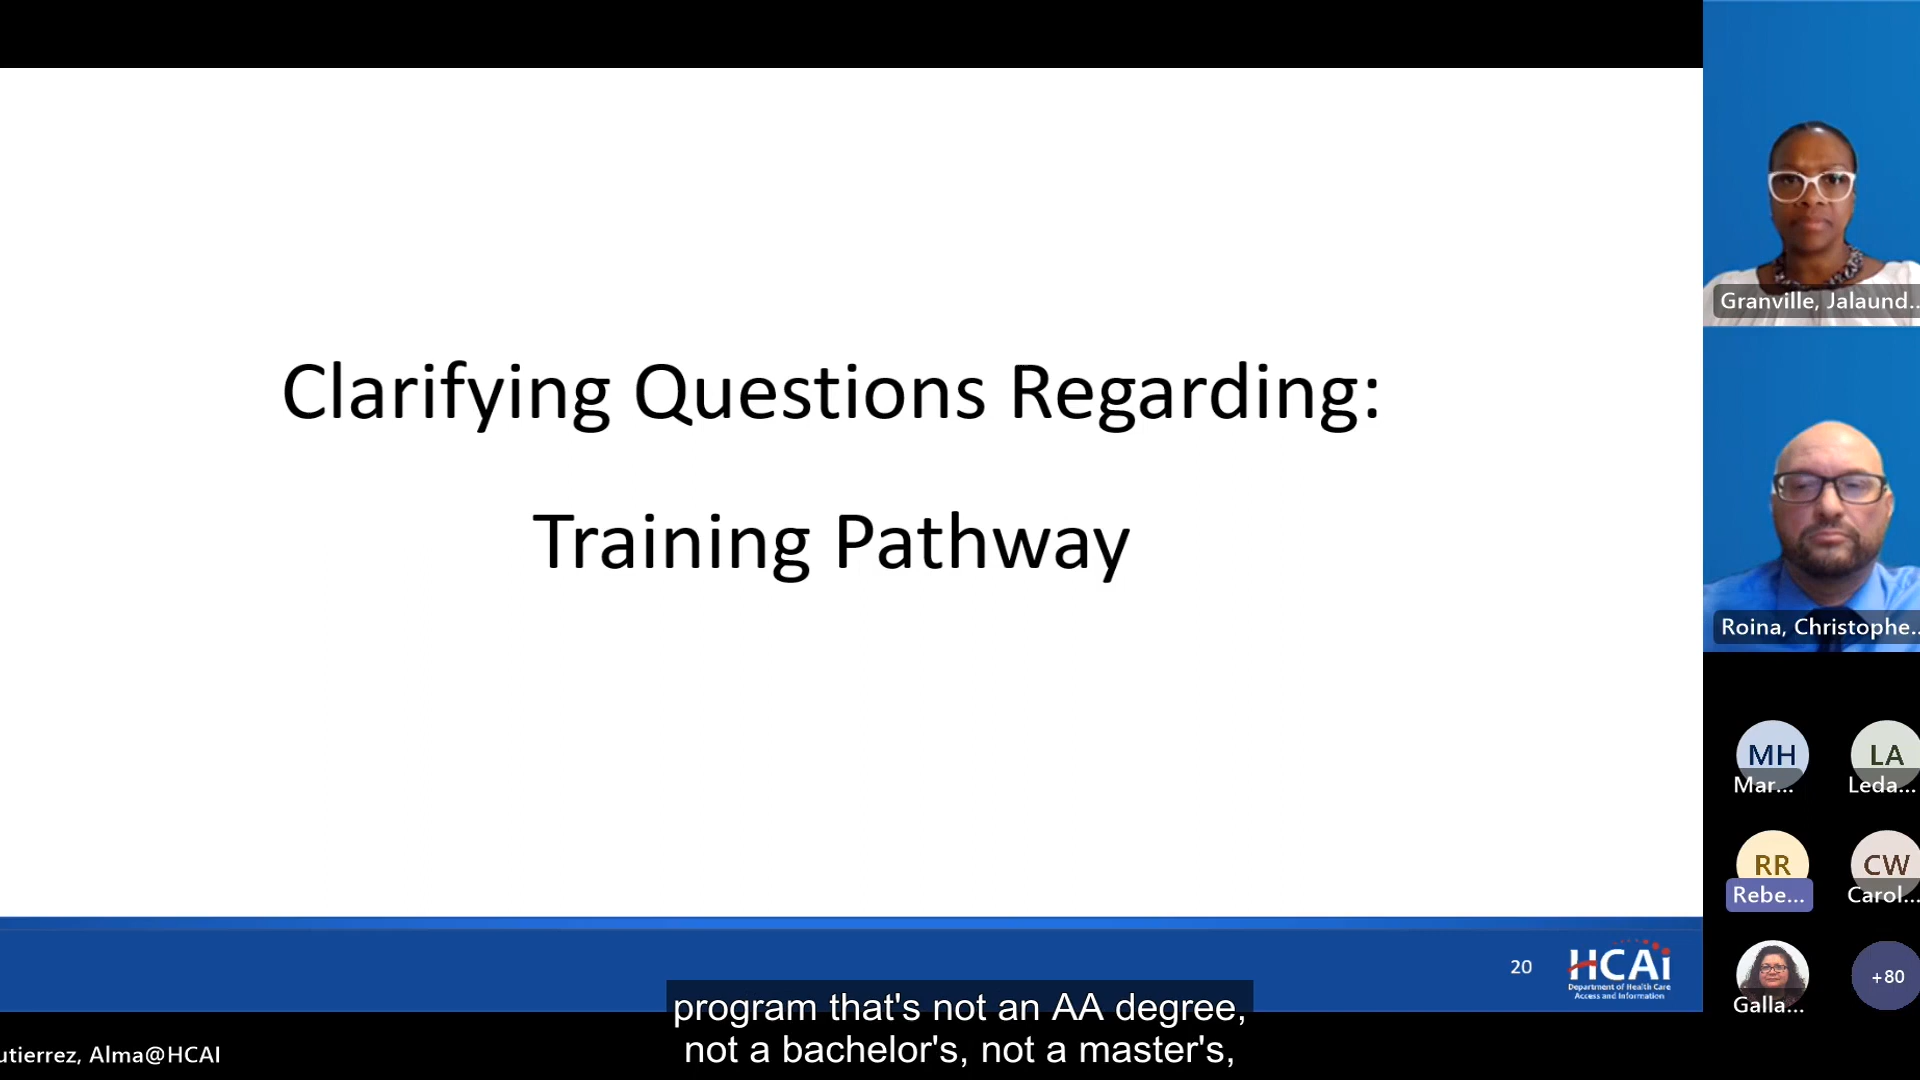 Clarifying Questions Regarding:
Training Pathway
20
HCAi
Department of Health Care
Access and Information
program that's not an AA degree,
not a bachelor's, not a master's,
utierrez, Alma@HCAI
Granville, Jalaund...
Roina, Christophe...
MH
Mar...
LA
Leda...
RR
Rebe...
CW
Carol...
Galla...
+80